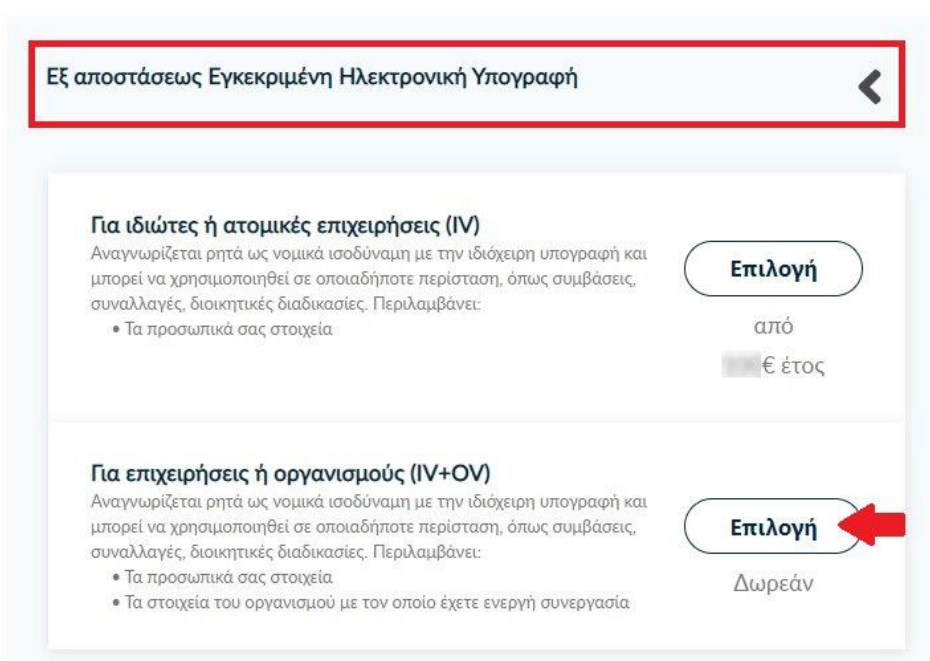 Εξ αποστάσεως Εγκεκριμένη Ηλεκτρονική Υπογραφή
Για ιδιώτες ή ατομικές επιχειρήσεις (IV)
Αναγνωρίζεται ρητά ως νομικά ισοδύναμη με την ιδιόχειρη υπογραφή και
μπορεί να χρησιμοποιηθεί σε οποιαδήποτε περίσταση, όπως συμβάσεις,
συναλλαγές, διοικητικές διαδικασίες. Περιλαμβάνει:
• Τα προσωπικά σας στοιχεία
Επιλογή
από
€ έτος
Για επιχειρήσεις ή οργανισμούς (IV+OV)
Αναγνωρίζεται ρητά ως νομικά ισοδύναμη με την ιδιόχειρη υπογραφή και
μπορεί να χρησιμοποιηθεί σε οποιαδήποτε περίσταση, όπως συμβάσεις,
συναλλαγές, διοικητικές διαδικασίες. Περιλαμβάνει:
• Τα προσωπικά σας στοιχεία
• Τα στοιχεία του οργανισμού με τον οποίο έχετε ενεργή συνεργασία
Επιλογή
Δωρεάν